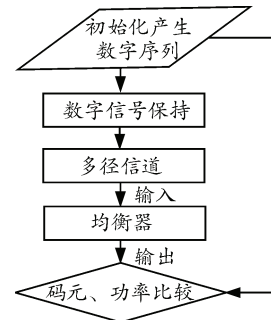 初始化产生
数字序列
数字信号保持
多径信道
输入
均衡器
输出
码元、功率比较